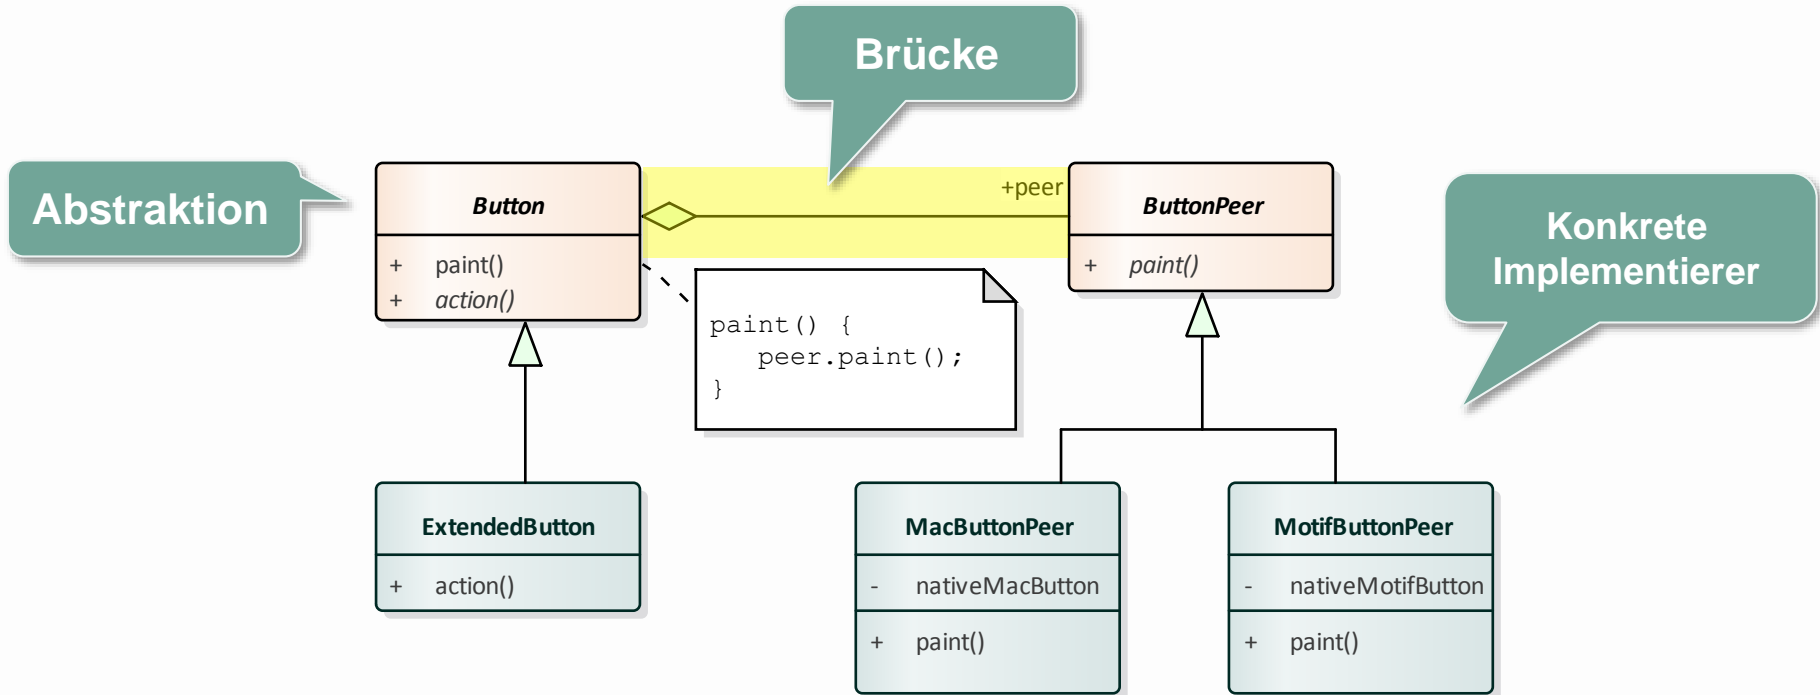 Brücke
Abstraktion
Button
+ paint()
+ action()
+peer
ButtonPeer
+ paint()
Konkrete
Implementierer
paint() {
peer.paint();
}
ExtendedButton
+ action()
MacButtonPeer
- nativeMacButton
+ paint()
MotifButtonPeer
- nativeMotifButton
+ paint()